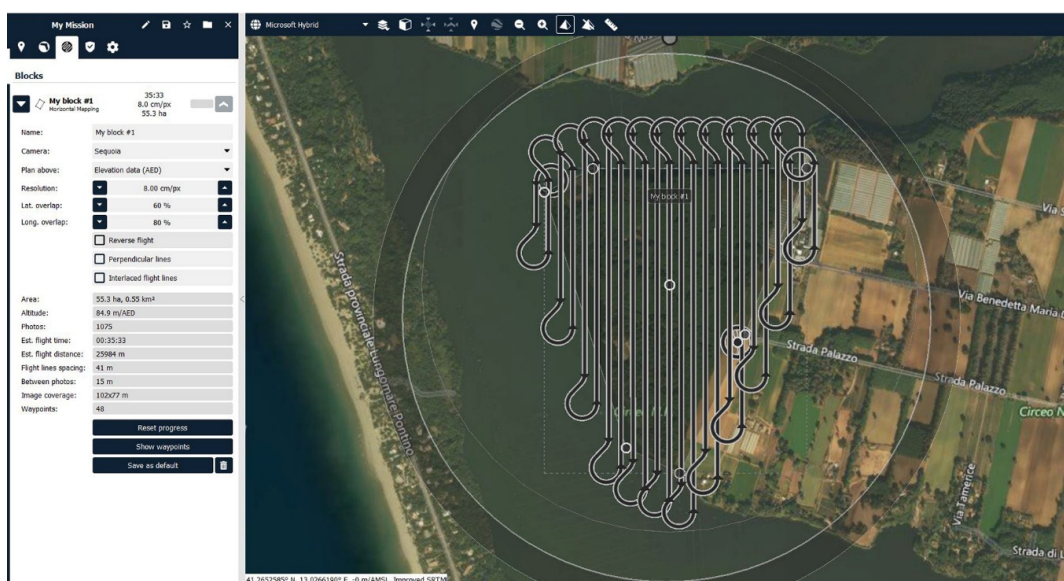 My Mission
Blocks
My block #1
Horizontal Mapping
35:33
8.0 cm/px
55.3 ha
Name: My block #1
Camera: Sequoia
Plan above: Elevation data (AED)
Resolution: 8.00 cm/px
Lat. overlap: 60 %
Long. overlap: 80 %
Reverse flight
Perpendicular lines
Interlaced flight lines
Area: 55.3 ha, 0.55 km²
Altitude: 84.9 m/AED
Photos: 1075
Est. flight time: 00:35:33
Est. flight distance: 25984 m
Flight lines spacing: 41 m
Between photos: 15 m
Image coverage: 102x77 m
Waypoints: 48
Reset progress
Show waypoints
Save as default
Microsoft Hybrid
My block #1
Strada provinciale Lungomare Pontino
Via
Via Benedetta Maria
Strada Palazzo
Strada Palazzo
Circeo N
Via Tamerice
Strada di L